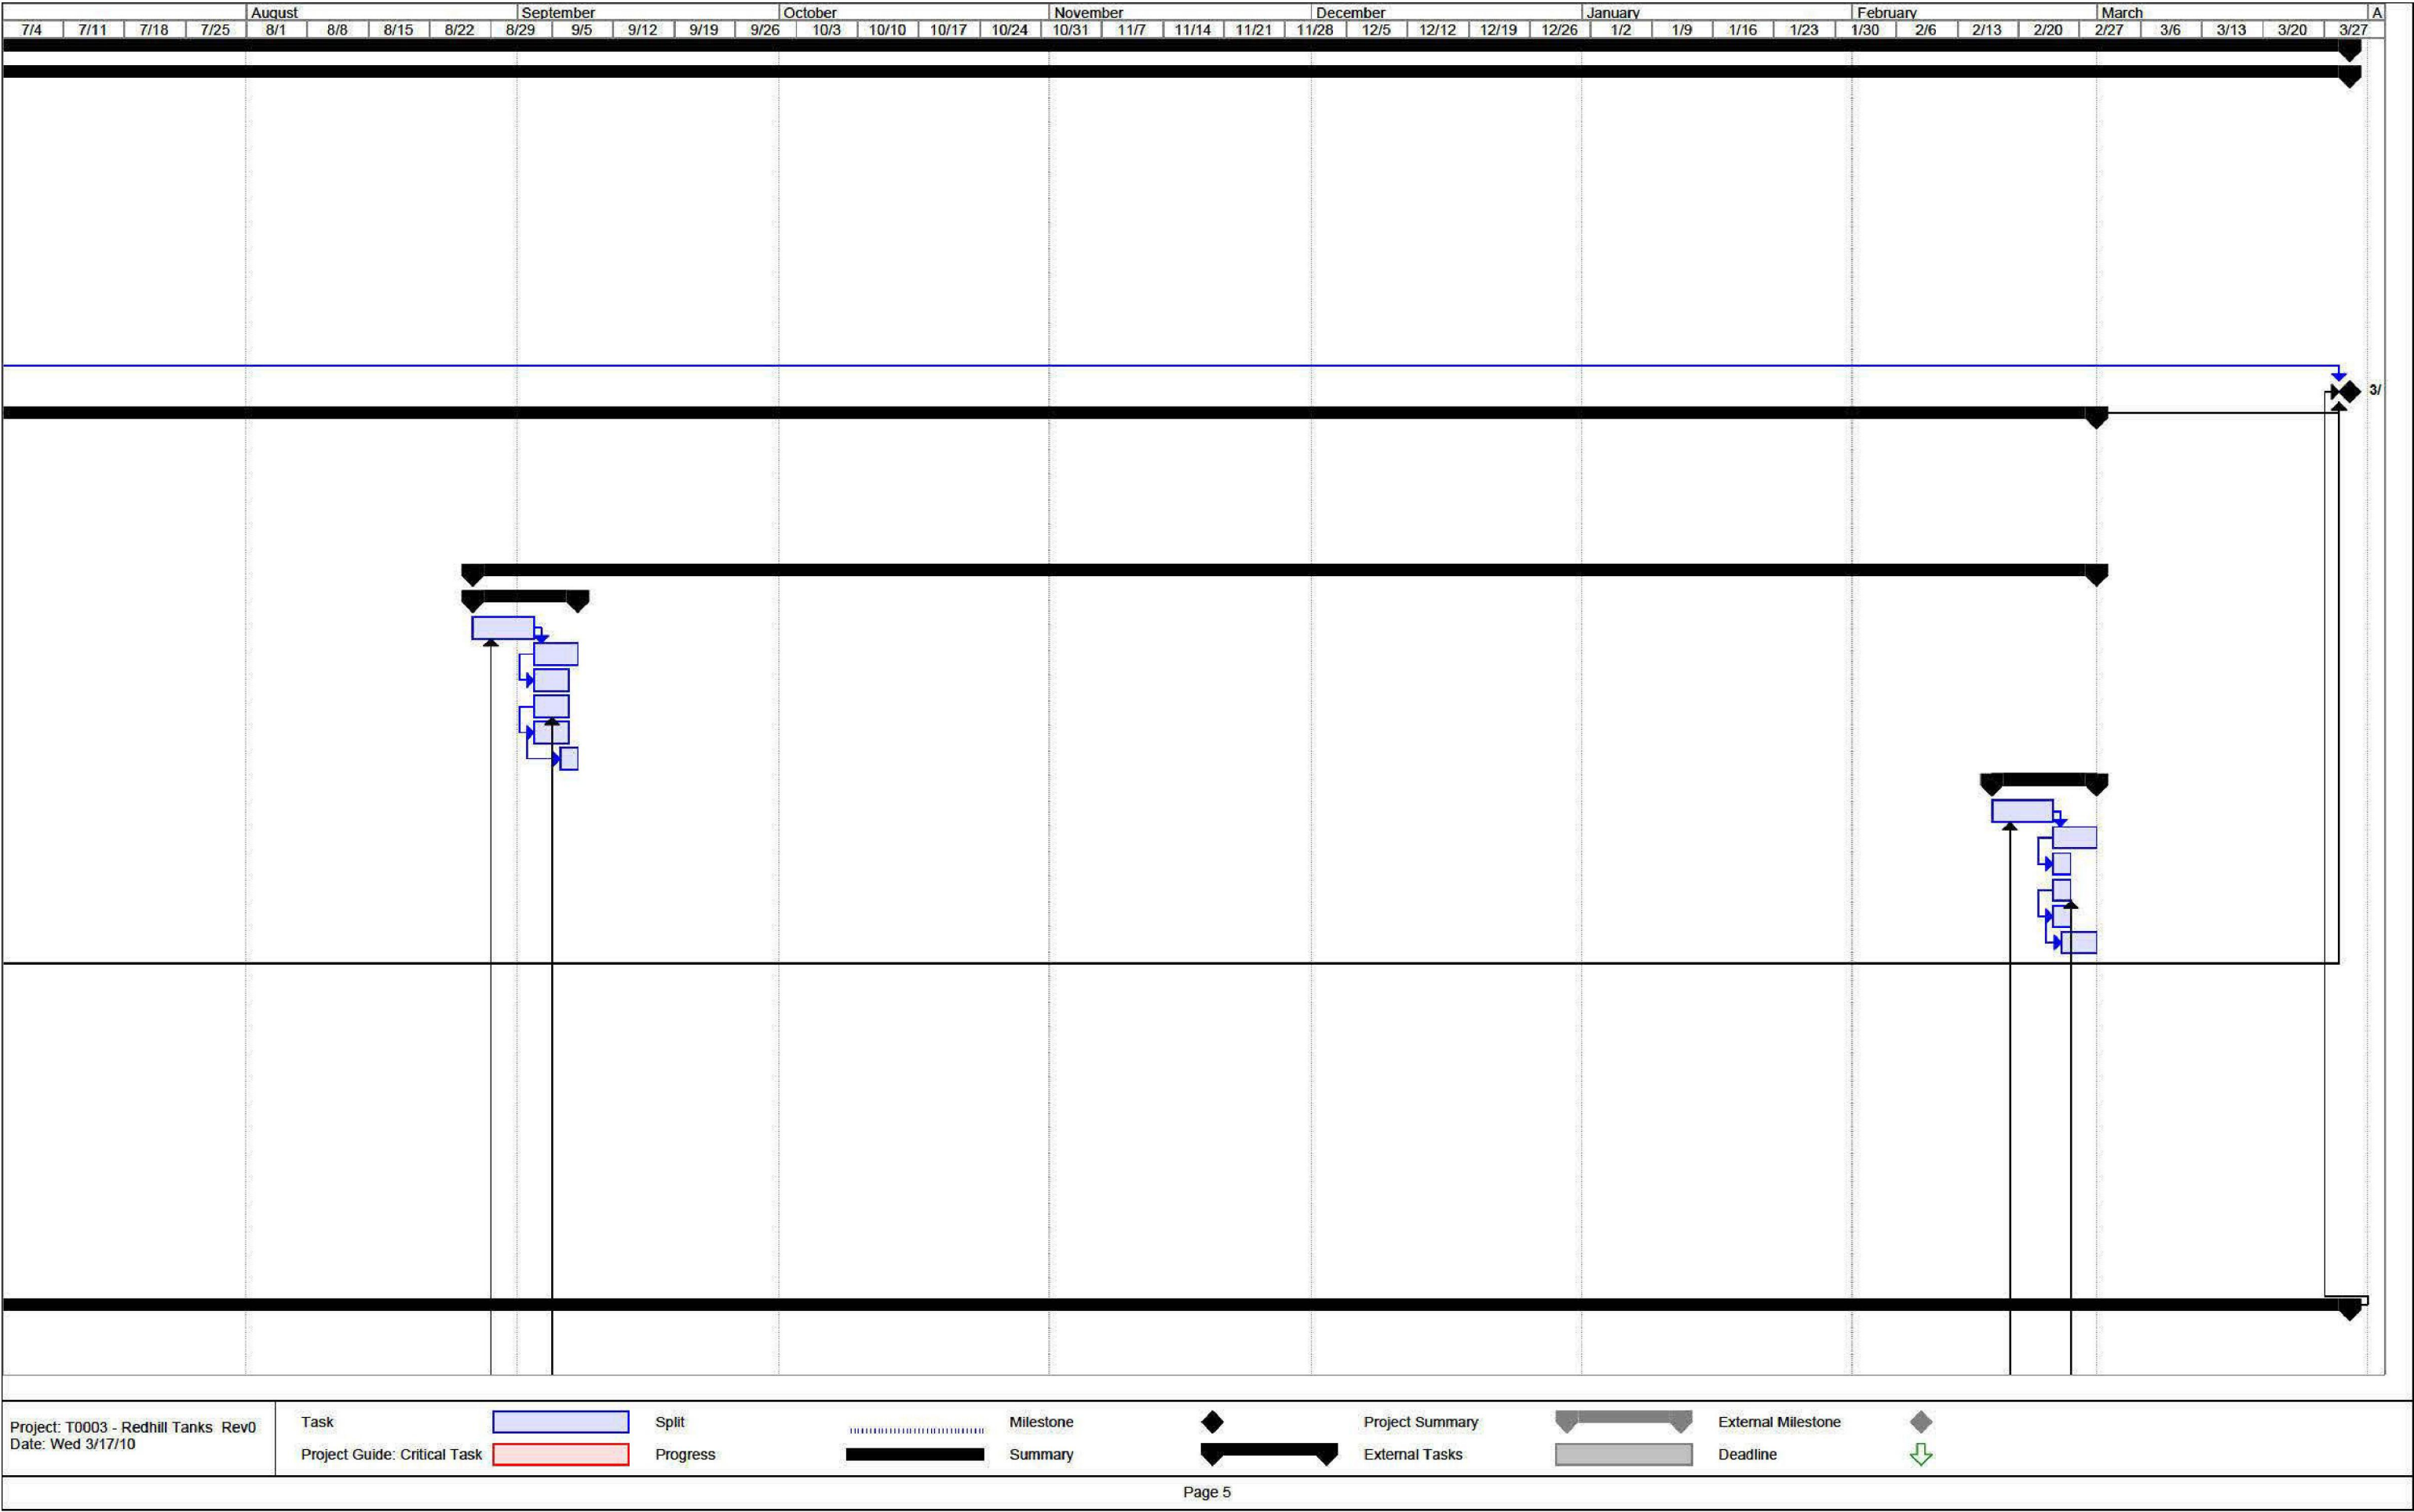 August September October November December January February March A
7/4 7/11 7/18 7/25 8/1 8/8 8/15 8/22 8/29 9/5 9/12 9/19 9/26 10/3 10/10 10/17 10/24 10/31 11/7 11/14 11/21 11/28 12/5 12/12 12/19 12/26 1/2 1/9 1/16 1/23 1/30 2/6 2/13 2/20 2/27 3/6 3/13 3/20 3/27
3/
Project: T0003 - Redhill Tanks Rev0
Date: Wed 3/17/10
Task Split Milestone Project Summary External Milestone
Project Guide: Critical Task Progress Summary External Tasks Deadline
Page 5